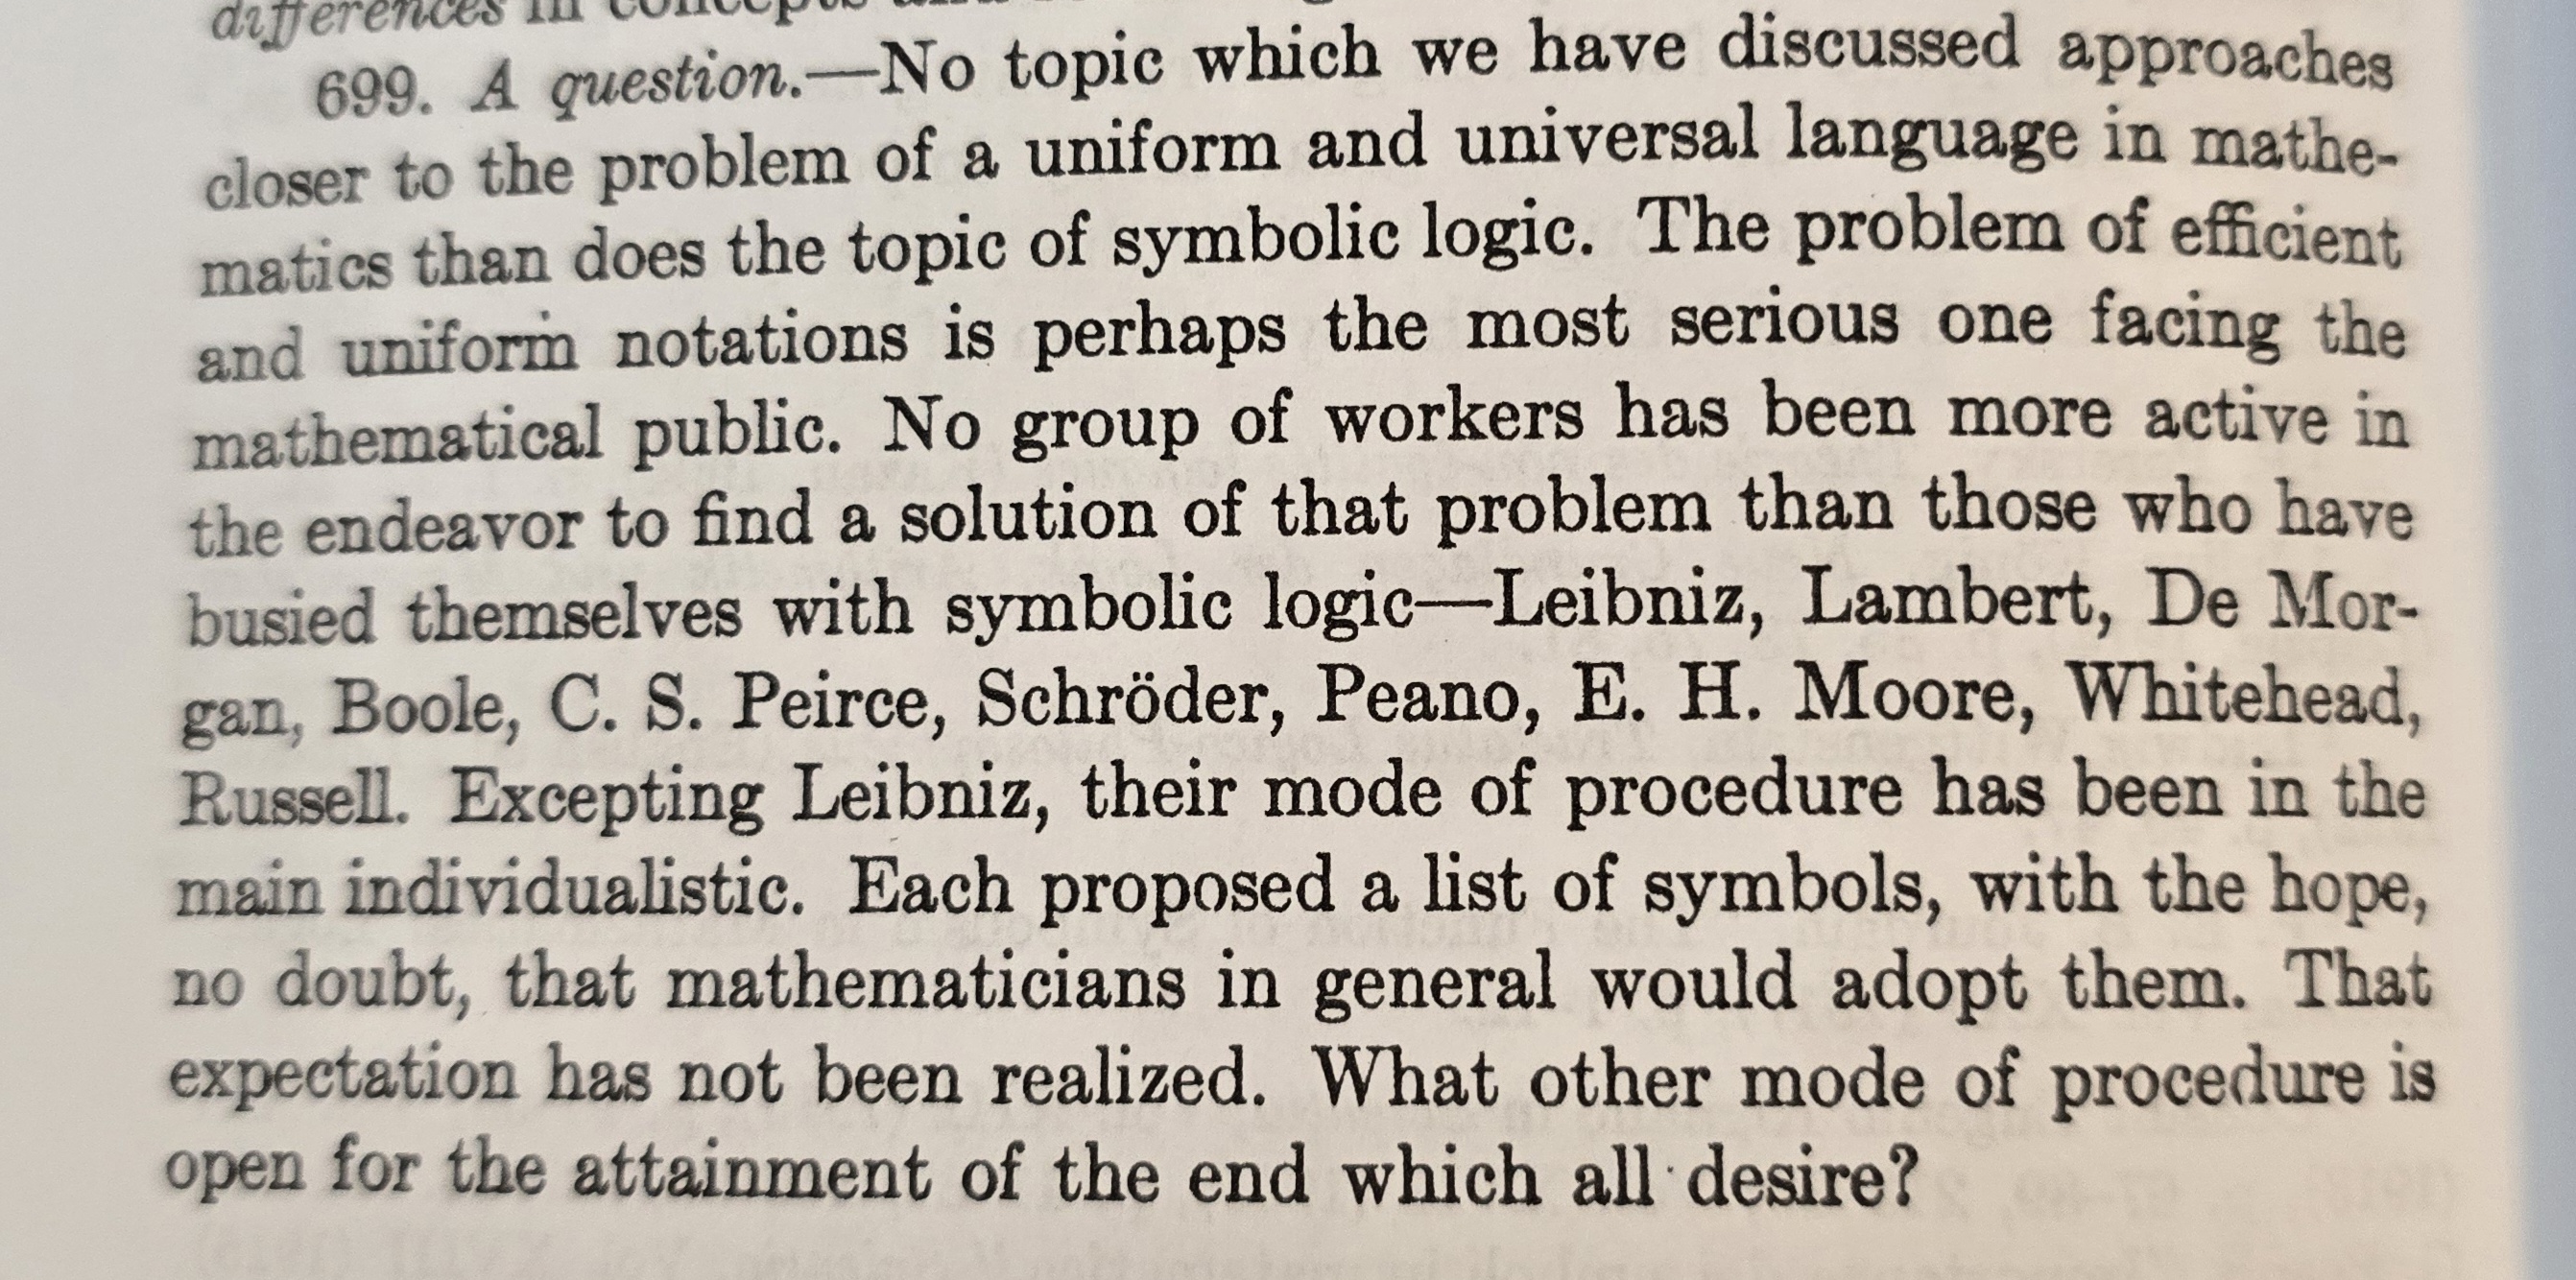 differences in concepts
699. A question.—No topic which we have discussed approaches
closer to the problem of a uniform and universal language in mathe-
matics than does the topic of symbolic logic. The problem of efficient
and uniform notations is perhaps the most serious one facing the
mathematical public. No group of workers has been more active in
the endeavor to find a solution of that problem than those who have
busied themselves with symbolic logic—Leibniz, Lambert, De Mor-
gan, Boole, C. S. Peirce, Schröder, Peano, E. H. Moore, Whitehead,
Russell. Excepting Leibniz, their mode of procedure has been in the
main individualistic. Each proposed a list of symbols, with the hope,
no doubt, that mathematicians in general would adopt them. That
expectation has not been realized. What other mode of procedure is
open for the attainment of the end which all desire?